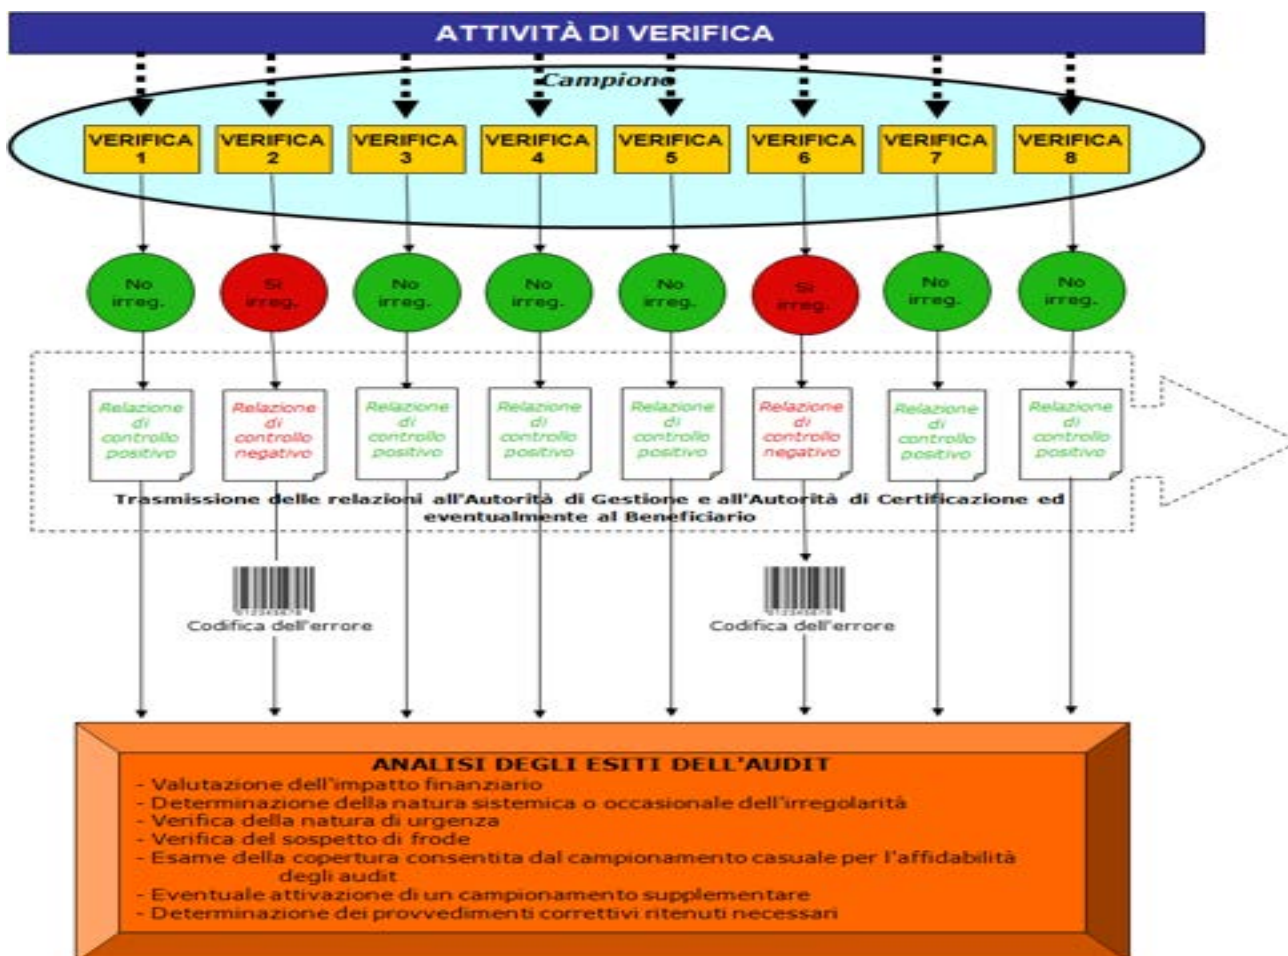 ATTIVITÀ DI VERIFICA
Campione
VERIFICA 1
VERIFICA 2
VERIFICA 3
VERIFICA 4
VERIFICA 5
VERIFICA 6
VERIFICA 7
VERIFICA 8
No
irreg.
Si
irreg.
No
irreg.
No
irreg.
No
irreg.
Si
irreg.
No
irreg.
No
irreg.
Relazione
di
controllo
positivo
Relazione
di
controllo
negativo
Relazione
di
controllo
positivo
Relazione
di
controllo
positivo
Relazione
di
controllo
positivo
Relazione
di
controllo
negativo
Relazione
di
controllo
positivo
Relazione
di
controllo
positivo
Trasmissione delle relazioni all'Autorità di Gestione e all'Autorità di Certificazione ed
eventualmente al Beneficiario
Codifica dell'errore
Codifica dell'errore
ANALISI DEGLI ESITI DELL'AUDIT
- Valutazione dell'impatto finanziario
- Determinazione della natura sistemica o occasionale dell'irregolarità
- Verifica della natura di urgenza
- Verifica del sospetto di frode
- Esame della copertura consentita dal campionamento casuale per l'affidabilità
degli audit
- Eventuale attivazione di un campionamento supplementare
- Determinazione dei provvedimenti correttivi ritenuti necessari